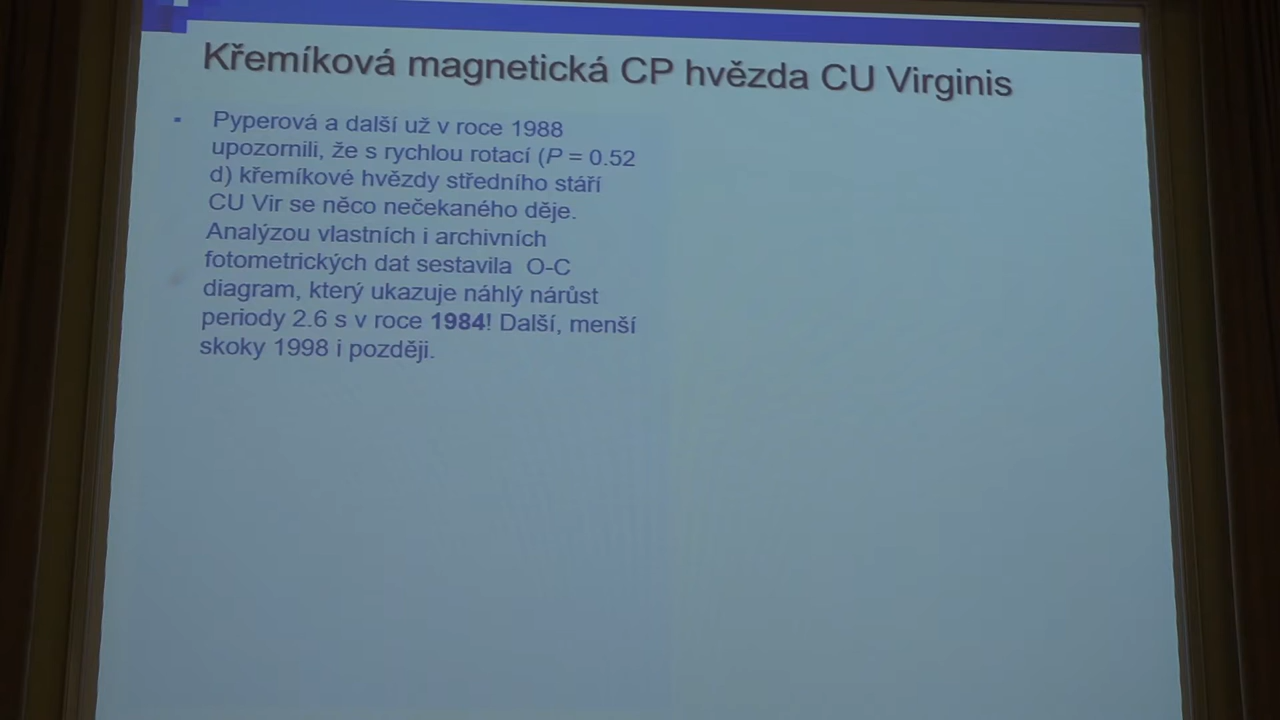 Křemíková magnetická CP hvězda CU Virginis
Pyperová a další už v roce 1988
upozornili, že s rychlou rotací (P = 0.52
d) křemíkové hvězdy středního stáří
CU Vir se něco nečekaného děje.
Analýzou vlastních i archivních
fotometrických dat sestavila O-C
diagram, který ukazuje náhlý nárůst
periody 2.6 s v roce 1984! Další, menší
skoky 1998 i později.